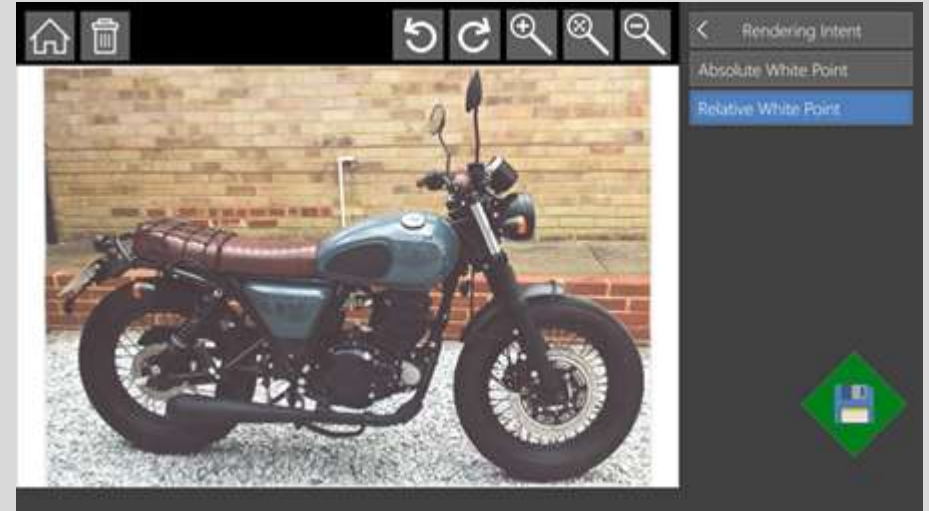 Rendering Intent
Absolute White Point
Relative White Point